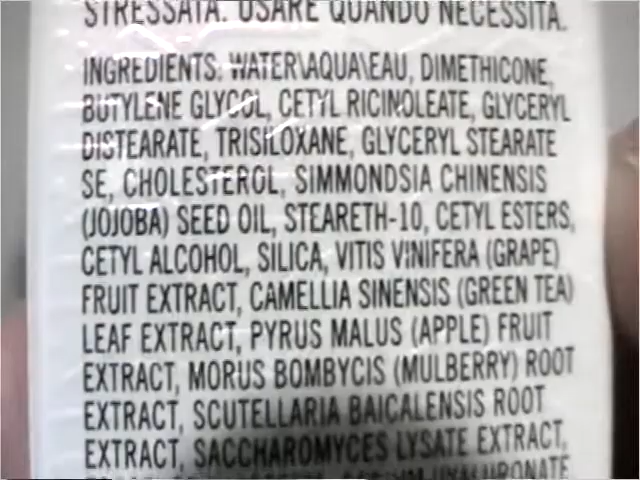 STRESSATA. USARE QUANDO NECESSITA.
INGREDIENTS: WATER\AQUA\EAU, DIMETHICONE,
BUTYLENE GLYCOL, CETYL RICINOLEATE, GLYCERYL
DISTEARATE, TRISILOXANE, GLYCERYL STEARATE
SE, CHOLESTEROL, SIMMONDSIA CHINENSIS
(JOJOBA) SEED OIL, STEARETH-10, CETYL ESTERS,
CETYL ALCOHOL, SILICA, VITIS VINIFERA (GRAPE)
FRUIT EXTRACT, CAMELLIA SINENSIS (GREEN TEA)
LEAF EXTRACT, PYRUS MALUS (APPLE) FRUIT
EXTRACT, MORUS BOMBYCIS (MULBERRY) ROOT
EXTRACT, SCUTELLARIA BAICALENSIS ROOT
EXTRACT, SACCHAROMYCES LYSATE EXTRACT,